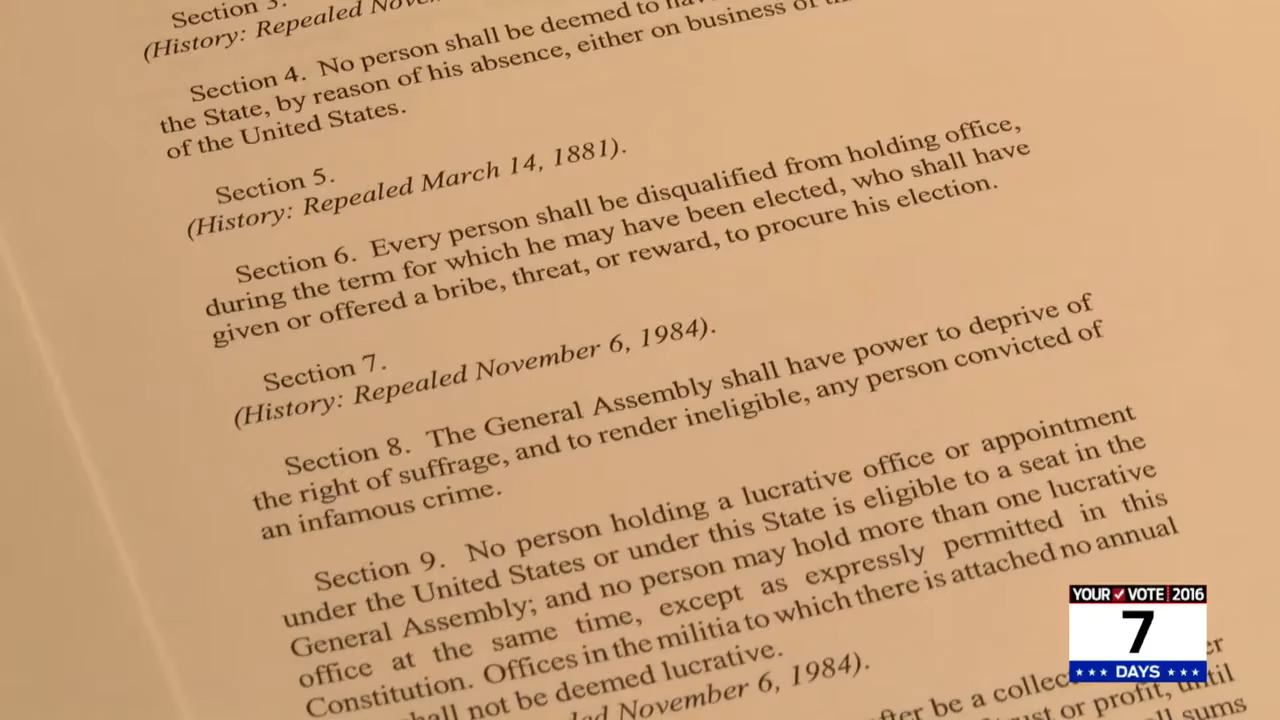 Section 3.
(History: Repealed
Section 4. No person shall be deemed to
the State, by reason of his absence, either on business of
of the United States.
Section 5.
(History: Repealed March 14, 1881).
Section 6. Every person shall be disqualified from holding office,
during the term for which he may have been elected, who shall have
given or offered a bribe, threat, or reward, to procure his election.
Section 7.
(History: Repealed November 6, 1984).
Section 8. The General Assembly shall have power to deprive of
the right of suffrage, and to render ineligible, any person convicted of
an infamous crime.
Section 9. No person holding a lucrative office or appointment
under the United States or under this State is eligible to a seat in the
General Assembly; and no person may hold more than one lucrative
office at the same time, except as expressly permitted in this
Constitution. Offices in the militia to which there is attached no annual
not be deemed lucrative.
6, 1984).
be a
or profit, until
sums
YOUR VOTE 2016
7
DAYS